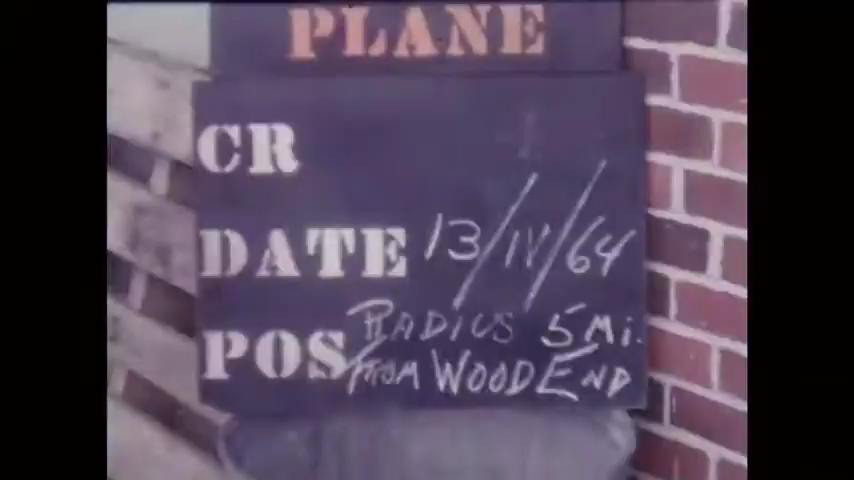 PLANE
CR
DATE 13/IV/64
POS RADIUS 5 Mi.
FROM WOOD END